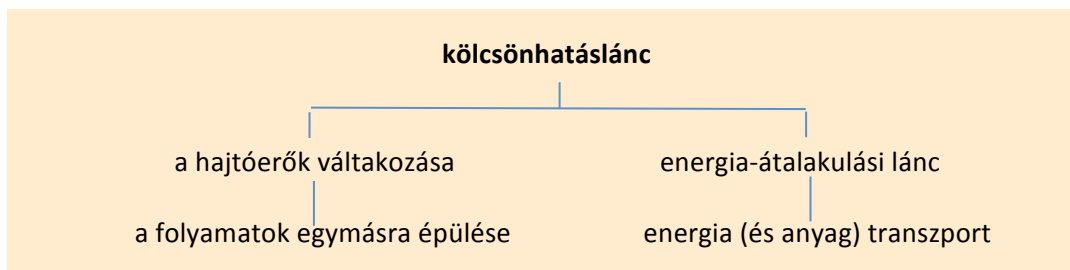 kölcsönhatáslánc
a hajtóerők váltakozása
energia-átalakulási lánc
a folyamatok egymásra épülése
energia (és anyag) transzport